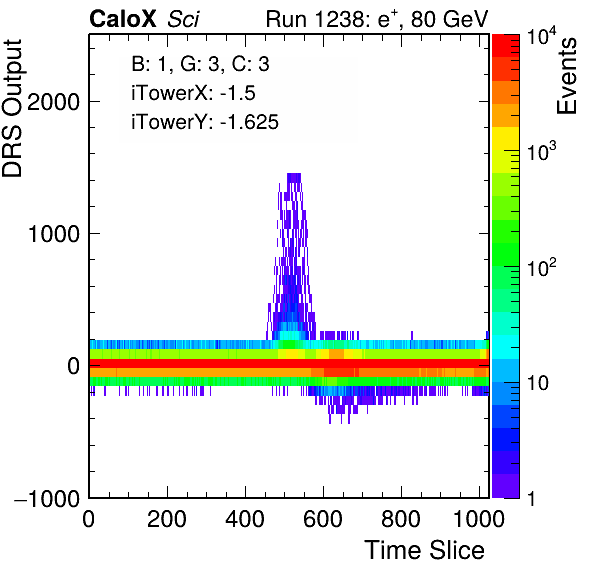 CaloX Sci Run 1238: e+, 80 GeV
B: 1, G: 3, C: 3
iTowerX: -1.5
iTowerY: -1.625
DRS Output
2000
1000
0
−1000
0 200 400 600 800 1000
Time Slice
Events
10^4
10^3
10^2
10
1